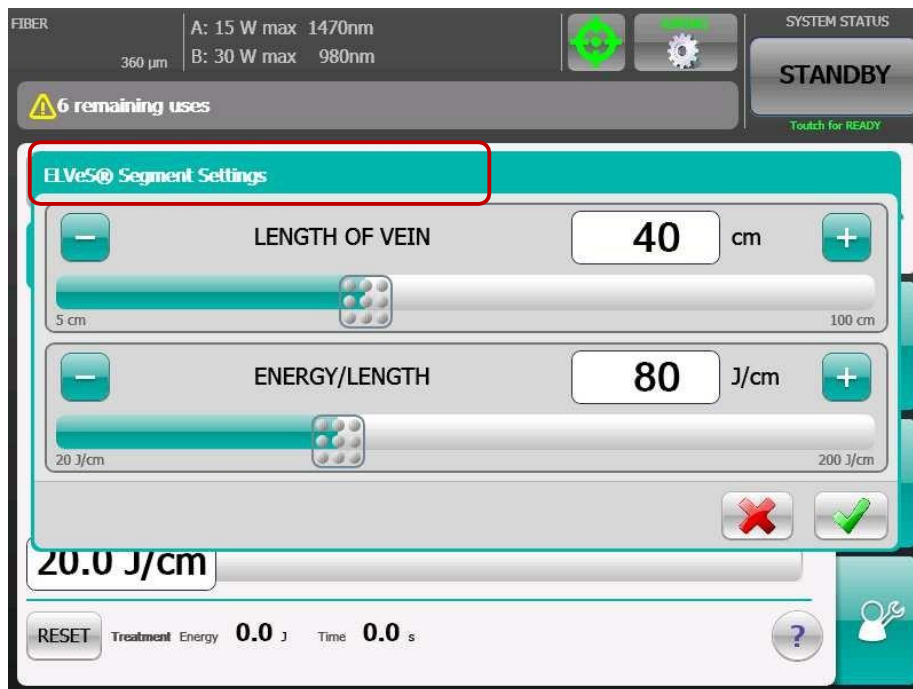 FIBER
360 µm
A: 15 W max 1470nm
B: 30 W max 980nm
SYSTEM STATUS
STANDBY
Toutch for READY
6 remaining uses
ELVeS® Segment Settings
LENGTH OF VEIN 40 cm
5 cm 100 cm
ENERGY/LENGTH 80 J/cm
20 J/cm 200 J/cm
20.0 J/cm
RESET Treatment Energy 0.0 J Time 0.0 s ?